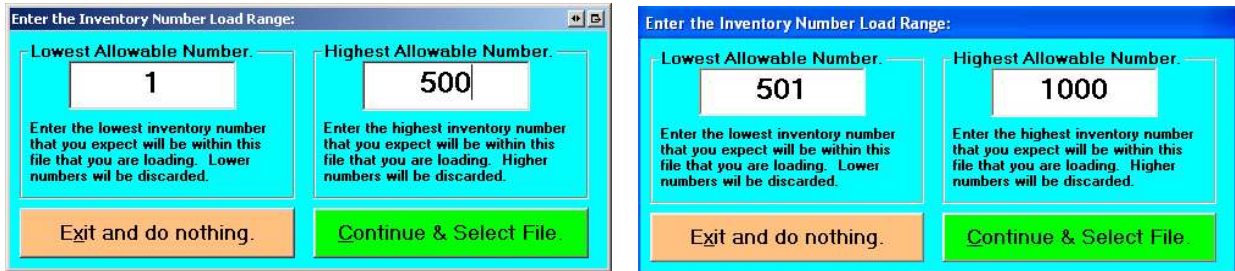 Enter the Inventory Number Load Range:
Lowest Allowable Number.
1
Enter the lowest inventory number
that you expect will be within this
file that you are loading. Lower
numbers wil be discarded.
Highest Allowable Number.
500
Enter the highest inventory number
that you expect will be within this
file that you are loading. Higher
numbers will be discarded.
Exit and do nothing.
Continue & Select File.
Enter the Inventory Number Load Range:
Lowest Allowable Number.
501
Enter the lowest inventory number
that you expect will be within this
file that you are loading. Lower
numbers wil be discarded.
Highest Allowable Number.
1000
Enter the highest inventory number
that you expect will be within this
file that you are loading. Higher
numbers will be discarded.
Exit and do nothing.
Continue & Select File.